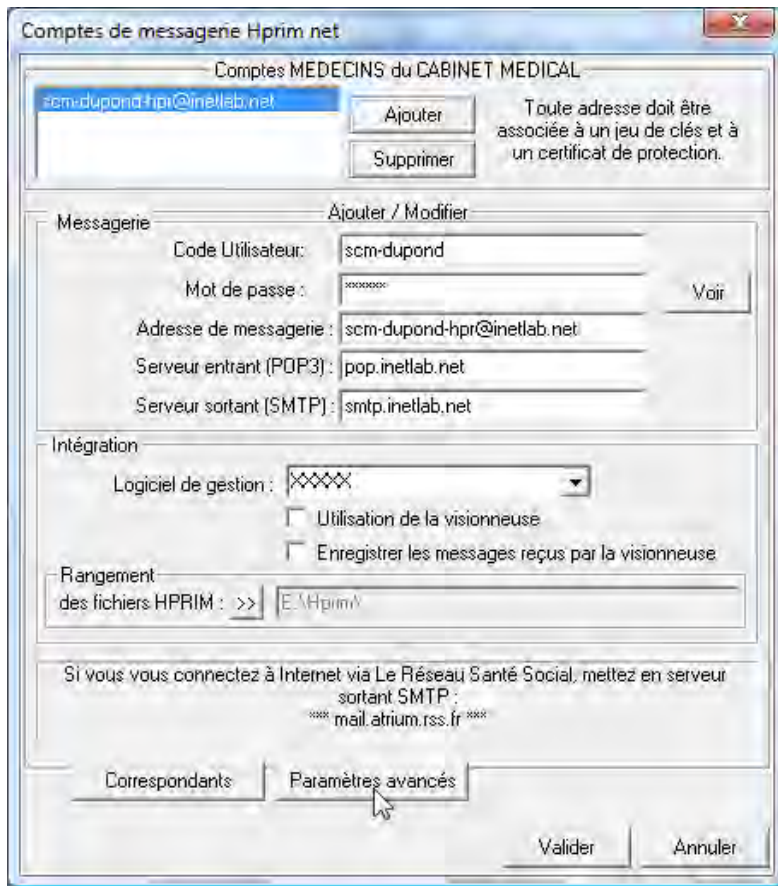 Comptes de messagerie Hprim net
Comptes MEDECINS du CABINET MEDICAL
scm-dupond-hpr@inetlab.net
Ajouter
Supprimer
Toute adresse doit être
associée à un jeu de clés et à
un certificat de protection.
Ajouter / Modifier
Messagerie
Code Utilisateur: scm-dupond
Mot de passe : ******
Voir
Adresse de messagerie : scm-dupond-hpr@inetlab.net
Serveur entrant (POP3) : pop.inetlab.net
Serveur sortant (SMTP) : smtp.inetlab.net
Intégration
Logiciel de gestion : XXXXX
Utilisation de la visionneuse
Enregistrer les messages reçus par la visionneuse
Rangement
des fichiers HPRIM : >> E:\Hprim\
Si vous vous connectez à Internet via Le Réseau Santé Social, mettez en serveur
sortant SMTP :
*** mail.atrium.rss.fr ***
Correspondants
Paramètres avancés
Valider
Annuler